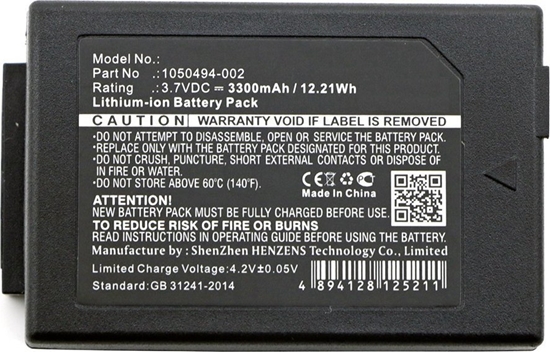 Model No.:
Part No .:1050494-002
Rating :3.7VDC ⎓ 3300mAh / 12.21Wh
Lithium-ion Battery Pack
CAUTION WARRANTY VOID IF COVER IS REMOVED
•DO NOT ATTEMPT TO DISASSEMBLE, OPEN OR SERVICE BATTERY PACK.
•REPLACE ONLY WITH THE BATTERY PACK DESIGNATED FOR THIS PRODUCT.
•DO NOT CRUSH, PUNCTURE, SHORT EXTERNAL CONTACTS OR DISPOSE OF
IN FIRE OR WATER.
•DO NOT STORE ABOVE 60°C (140°F).
CE
Made In China
ATTENTION!
NEW BATTERY PACK MUST BE FULLY CHARGED BEFORE USE.
TO REDUCE RISK OF FIRE OR BURNS
READ INSTRUCTIONS IN OPERATING GUIDE BEFORE USE.
Manufacture by : ShenZhen HENZENS Technology Co., Limited
Limited Charge Voltage:4.2V±0.05V
Standard:GB 31241-2014
4 894128 125211